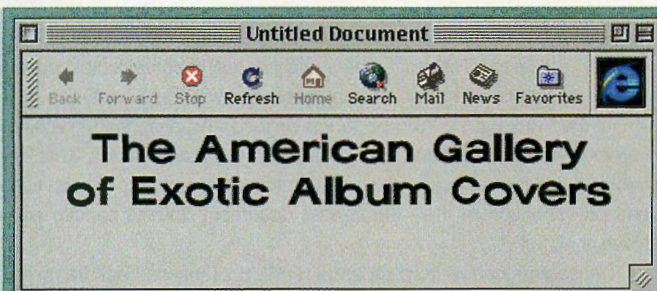 Untitled Document
Back Forward Stop Refresh Home Search Mail News Favorites
The American Gallery
of Exotic Album Covers